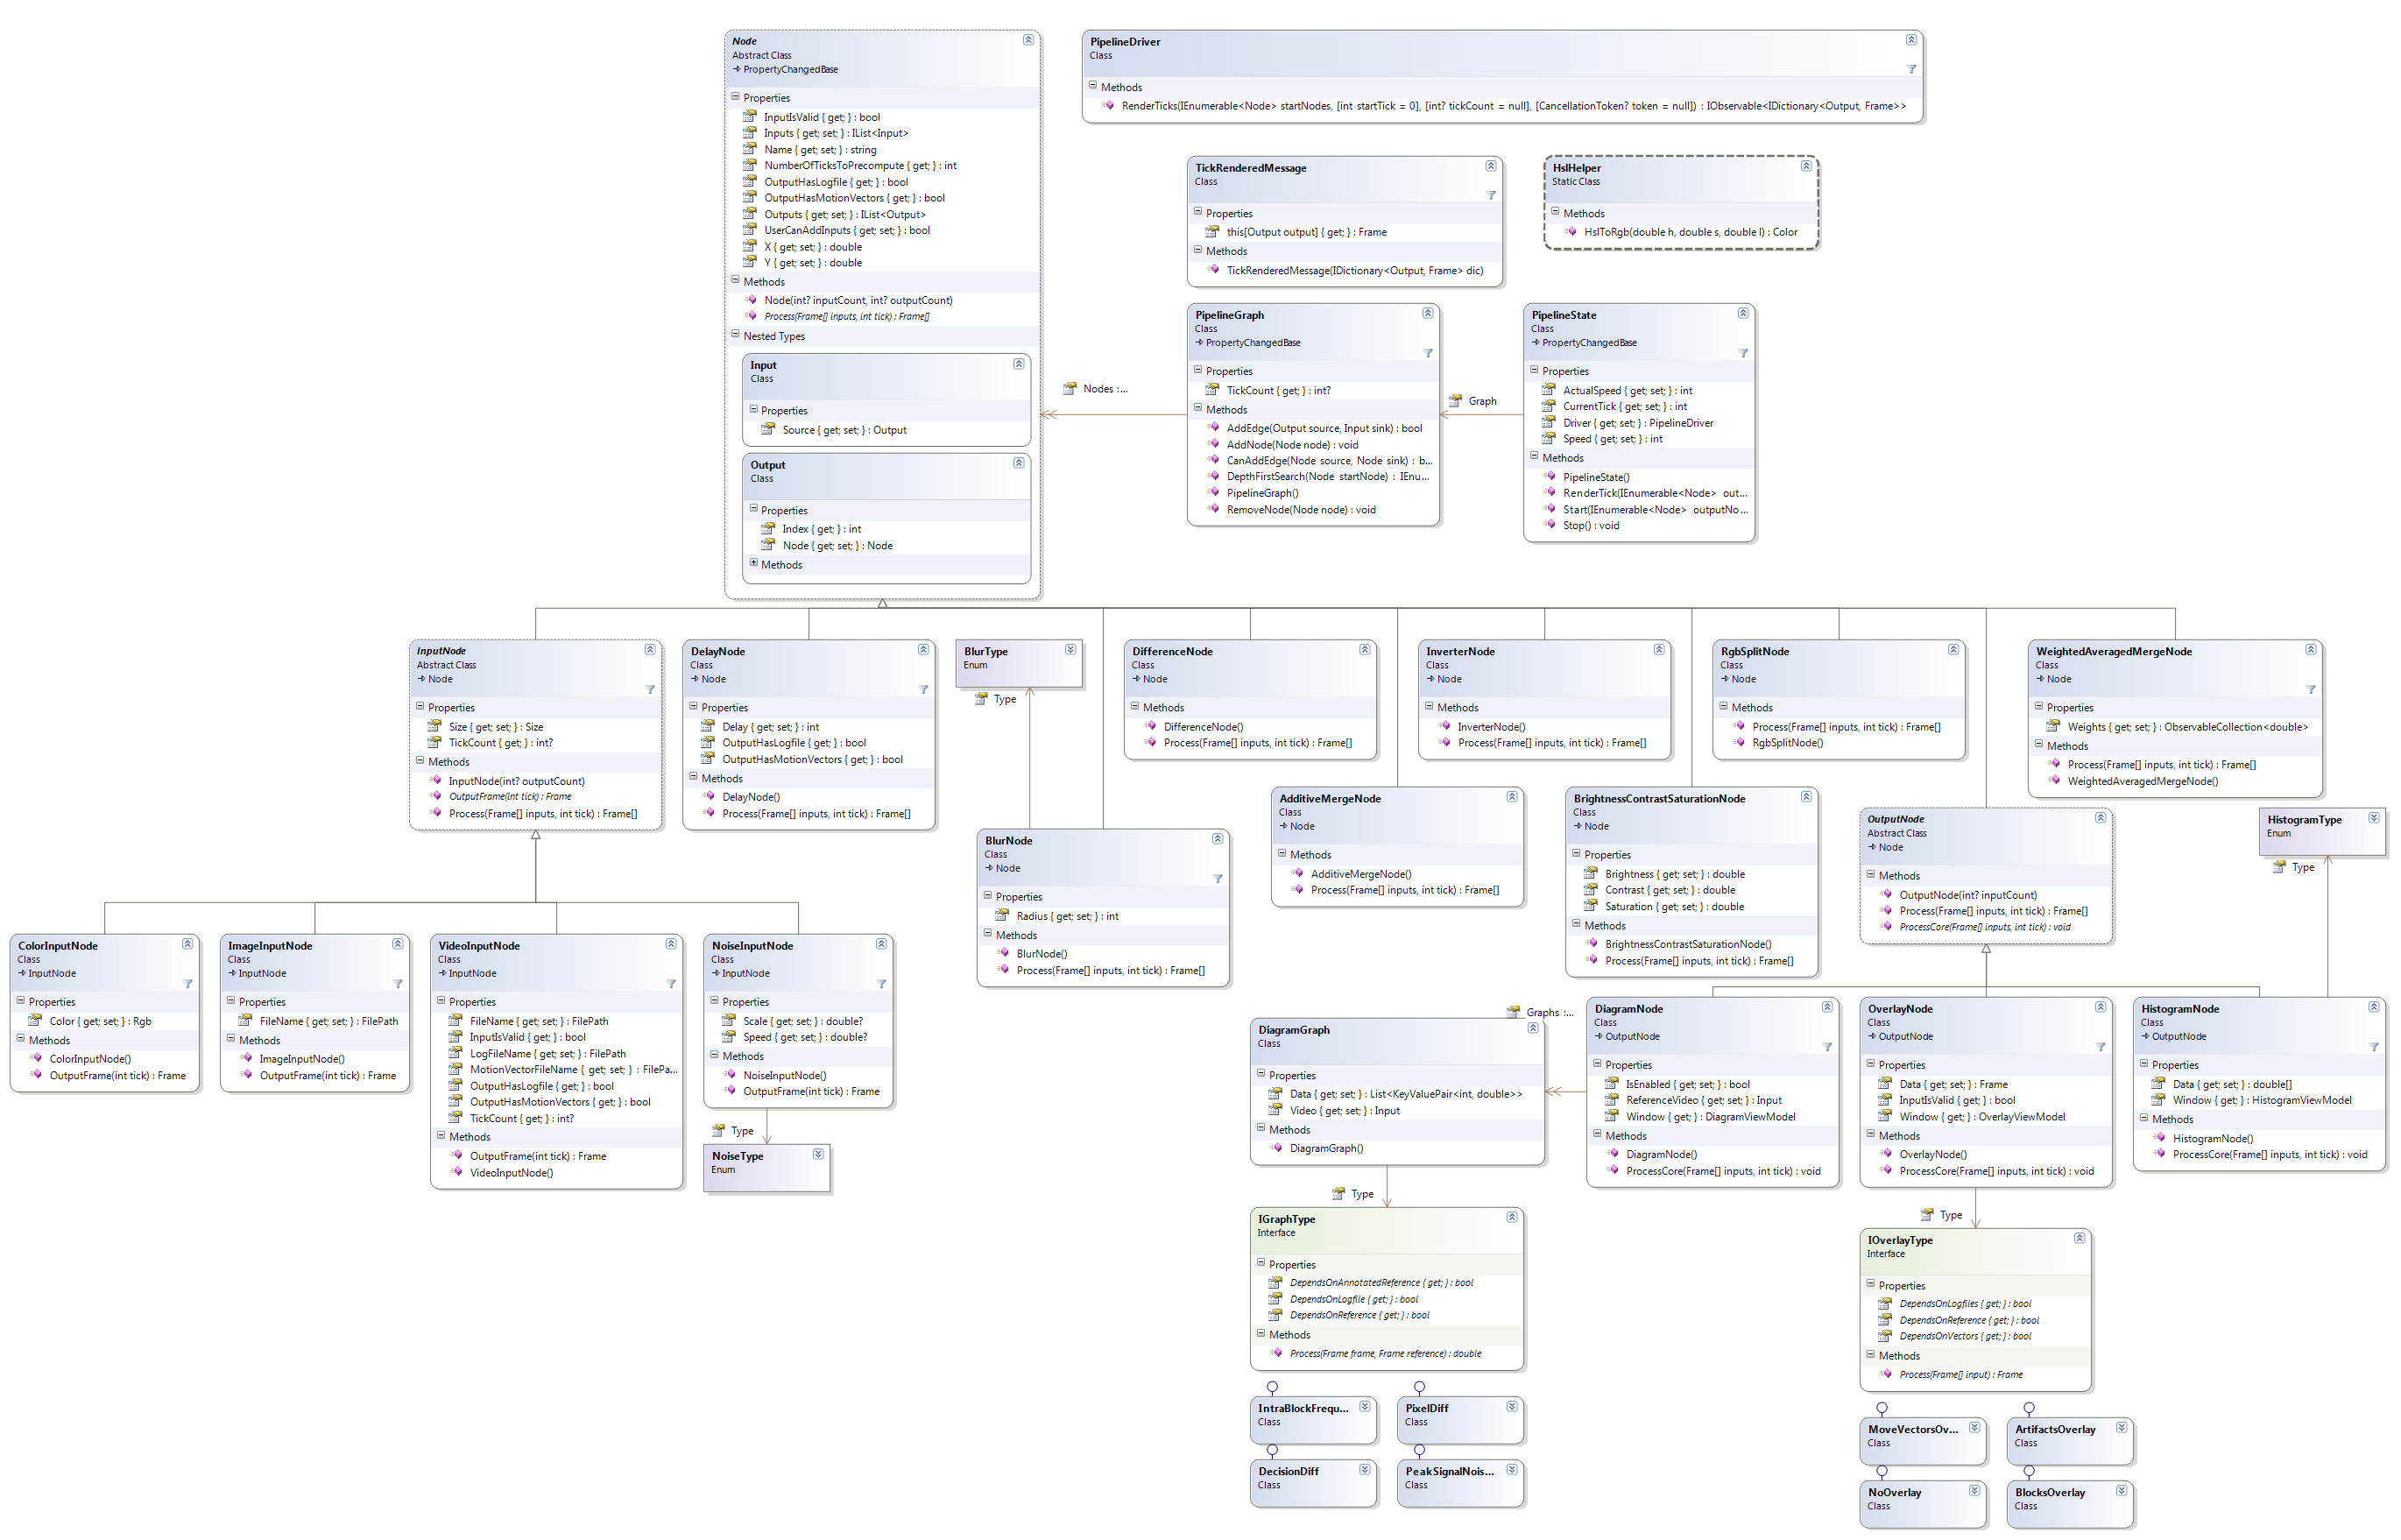 Node
Abstract Class
PropertyChangedBase
Properties
InputIsValid { get; } : bool
Inputs { get; set; } : IList<Input>
Name { get; set; } : string
NumberOfTicksToPrecompute { get; } : int
OutputHasLogfile { get; } : bool
OutputHasMotionVectors { get; } : bool
Outputs { get; set; } : IList<Output>
UserCanAddInputs { get; set; } : bool
X { get; set; } : double
Y { get; set; } : double
Methods
Node(int? inputCount, int? outputCount)
Process(Frame[] inputs, int tick) : Frame[]
Nested Types
Input
Class
Properties
Source { get; set; } : Output
Output
Class
Properties
Index { get; } : int
Node { get; set; } : Node
Methods
PipelineDriver
Class
Methods
RenderTicks(IEnumerable<Node> startNodes, [int startTick = 0], [int? tickCount = null], [CancellationToken? token = null]) : IObservable<IDictionary<Output, Frame>>
TickRenderedMessage
Class
Properties
this[Output output] { get; } : Frame
Methods
TickRenderedMessage(IDictionary<Output, Frame> dic)
HslHelper
Static Class
Methods
HslToRgb(double h, double s, double l) : Color
Nodes :...
PipelineGraph
Class
PropertyChangedBase
Properties
TickCount { get; } : int?
Methods
AddEdge(Output source, Input sink) : bool
AddNode(Node node) : void
CanAddEdge(Node source, Node sink) : b...
DepthFirstSearch(Node startNode) : IEnu...
PipelineGraph()
RemoveNode(Node node) : void
Graph
PipelineState
Class
PropertyChangedBase
Properties
ActualSpeed { get; set; } : int
CurrentTick { get; set; } : int
Driver { get; set; } : PipelineDriver
Speed { get; set; } : int
Methods
PipelineState()
RenderTick(IEnumerable<Node> out...
Start(IEnumerable<Node> outputNo...
Stop() : void
InputNode
Abstract Class
Node
Properties
Size { get; set; } : Size
TickCount { get; } : int?
Methods
InputNode(int? outputCount)
OutputFrame(int tick) : Frame
Process(Frame[] inputs, int tick) : Frame[]
DelayNode
Class
Node
Properties
Delay { get; set; } : int
OutputHasLogfile { get; } : bool
OutputHasMotionVectors { get; } : bool
Methods
DelayNode()
Process(Frame[] inputs, int tick) : Frame[]
BlurType
Enum
Type
DifferenceNode
Class
Node
Methods
DifferenceNode()
Process(Frame[] inputs, int tick) : Frame[]
InverterNode
Class
Node
Methods
InverterNode()
Process(Frame[] inputs, int tick) : Frame[]
RgbSplitNode
Class
Node
Methods
Process(Frame[] inputs, int tick) : Frame[]
RgbSplitNode()
WeightedAveragedMergeNode
Class
Node
Properties
Weights { get; set; } : ObservableCollection<double>
Methods
Process(Frame[] inputs, int tick) : Frame[]
WeightedAveragedMergeNode()
BlurNode
Class
Node
Properties
Radius { get; set; } : int
Methods
BlurNode()
Process(Frame[] inputs, int tick) : Frame[]
AdditiveMergeNode
Class
Node
Methods
AdditiveMergeNode()
Process(Frame[] inputs, int tick) : Frame[]
BrightnessContrastSaturationNode
Class
Node
Properties
Brightness { get; set; } : double
Contrast { get; set; } : double
Saturation { get; set; } : double
Methods
BrightnessContrastSaturationNode()
Process(Frame[] inputs, int tick) : Frame[]
OutputNode
Abstract Class
Node
Methods
OutputNode(int? inputCount)
Process(Frame[] inputs, int tick) : Frame[]
ProcessCore(Frame[] inputs, int tick) : void
HistogramType
Enum
Type
ColorInputNode
Class
InputNode
Properties
Color { get; set; } : Rgb
Methods
ColorInputNode()
OutputFrame(int tick) : Frame
ImageInputNode
Class
InputNode
Properties
FileName { get; set; } : FilePath
Methods
ImageInputNode()
OutputFrame(int tick) : Frame
VideoInputNode
Class
InputNode
Properties
FileName { get; set; } : FilePath
InputIsValid { get; } : bool
LogFileName { get; set; } : FilePath
MotionVectorFileName { get; set; } : FilePa...
OutputHasLogfile { get; } : bool
OutputHasMotionVectors { get; } : bool
TickCount { get; } : int?
Methods
OutputFrame(int tick) : Frame
VideoInputNode()
NoiseInputNode
Class
InputNode
Properties
Scale { get; set; } : double?
Speed { get; set; } : double?
Methods
NoiseInputNode()
OutputFrame(int tick) : Frame
Type
NoiseType
Enum
DiagramGraph
Class
Properties
Data { get; set; } : List<KeyValuePair<int, double>>
Video { get; set; } : Input
Methods
DiagramGraph()
Graphs :...
DiagramNode
Class
OutputNode
Properties
IsEnabled { get; set; } : bool
ReferenceVideo { get; set; } : Input
Window { get; } : DiagramViewModel
Methods
DiagramNode()
ProcessCore(Frame[] inputs, int tick) : void
OverlayNode
Class
OutputNode
Properties
Data { get; set; } : Frame
InputIsValid { get; } : bool
Window { get; } : OverlayViewModel
Methods
OverlayNode()
ProcessCore(Frame[] inputs, int tick) : void
HistogramNode
Class
OutputNode
Properties
Data { get; set; } : double[]
Window { get; } : HistogramViewModel
Methods
HistogramNode()
ProcessCore(Frame[] inputs, int tick) : void
Type
IGraphType
Interface
Properties
DependsOnAnnotatedReference { get; } : bool
DependsOnLogfile { get; } : bool
DependsOnReference { get; } : bool
Methods
Process(Frame frame, Frame reference) : double
Type
IOverlayType
Interface
Properties
DependsOnLogfiles { get; } : bool
DependsOnReference { get; } : bool
DependsOnVectors { get; } : bool
Methods
Process(Frame[] input) : Frame
IntraBlockFrequ...
Class
PixelDiff
Class
DecisionDiff
Class
PeakSignalNois...
Class
MoveVectorsOv...
Class
ArtifactsOverlay
Class
NoOverlay
Class
BlocksOverlay
Class